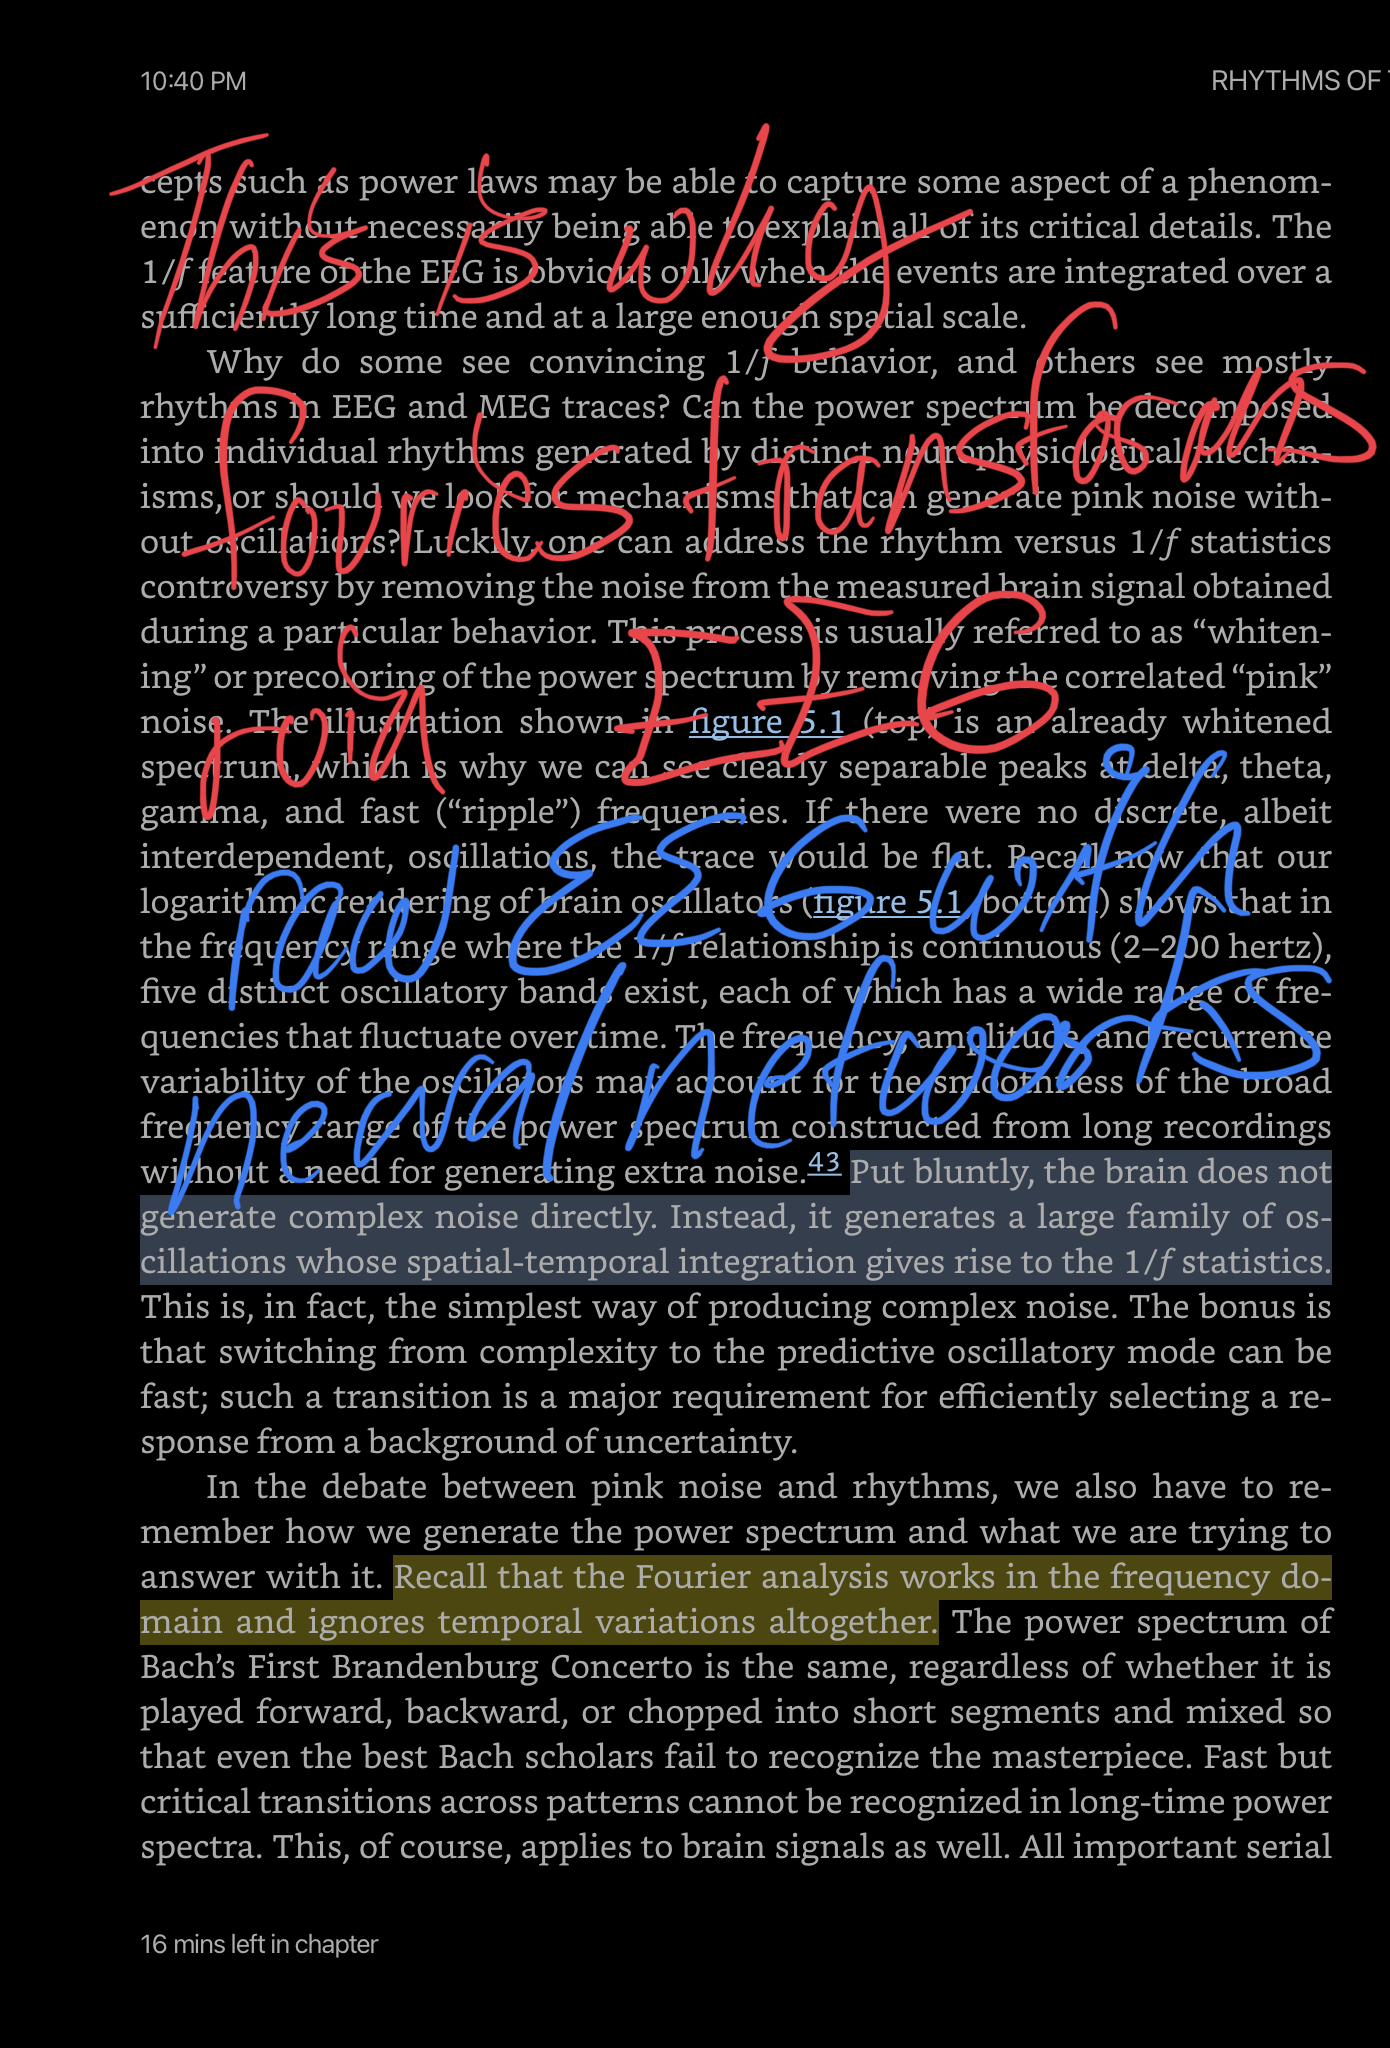 10:40 PM
RHYTHMS OF
cepts such as power laws may be able to capture some aspect of a phenom-
enon without necessarily being able to explain all of its critical details. The
1/f feature of the EEG is obvious only when the events are integrated over a
sufficiently long time and at a large enough spatial scale.
Why do some see convincing 1/f behavior, and others see mostly
rhythms in EEG and MEG traces? Can the power spectrum be decomposed
into individual rhythms generated by distinct neurophysiological mechan-
isms, or should we look for mechanisms that can generate pink noise with-
out oscillations? Luckily, one can address the rhythm versus 1/f statistics
controversy by removing the noise from the measured brain signal obtained
during a particular behavior. This process is usually referred to as “whiten-
ing” or precoloring of the power spectrum by removing the correlated “pink”
noise. The illustration shown in figure 5.1 (top) is an already whitened
spectrum, which is why we can see clearly separable peaks at delta, theta,
gamma, and fast (“ripple”) frequencies. If there were no discrete, albeit
interdependent, oscillations, the trace would be flat. Recall now that our
logarithmic rendering of brain oscillators (figure 5.1, bottom) shows that in
the frequency range where the 1/f relationship is continuous (2–200 hertz),
five distinct oscillatory bands exist, each of which has a wide range of fre-
quencies that fluctuate over time. The frequency, amplitude, and recurrence
variability of the oscillators may account for the smoothness of the broad
frequency range of the power spectrum constructed from long recordings
without a need for generating extra noise.43 Put bluntly, the brain does not
generate complex noise directly. Instead, it generates a large family of os-
cillations whose spatial-temporal integration gives rise to the 1/f statistics.
This is, in fact, the simplest way of producing complex noise. The bonus is
that switching from complexity to the predictive oscillatory mode can be
fast; such a transition is a major requirement for efficiently selecting a re-
sponse from a background of uncertainty.
In the debate between pink noise and rhythms, we also have to re-
member how we generate the power spectrum and what we are trying to
answer with it. Recall that the Fourier analysis works in the frequency do-
main and ignores temporal variations altogether. The power spectrum of
Bach’s First Brandenburg Concerto is the same, regardless of whether it is
played forward, backward, or chopped into short segments and mixed so
that even the best Bach scholars fail to recognize the masterpiece. Fast but
critical transitions across patterns cannot be recognized in long-time power
spectra. This, of course, applies to brain signals as well. All important serial
16 mins left in chapter
This is why
transforms
EEG
read EEG with
neural networks